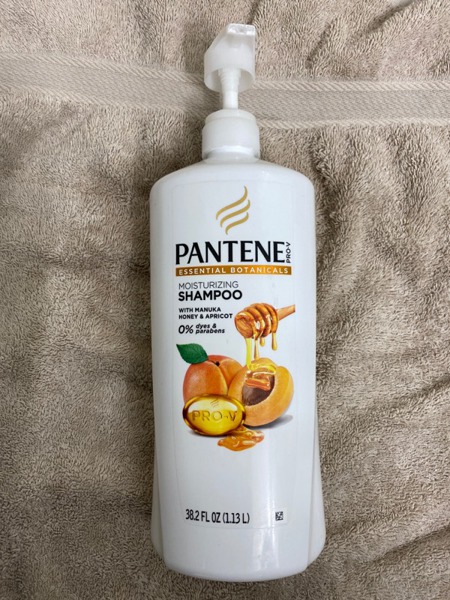 PANTENE
PRO-V
ESSENTIAL BOTANICALS
MOISTURIZING
SHAMPOO
WITH MANUKA
HONEY & APRICOT
0% dyes &
parabens
PRO-V
38.2 FL OZ (1.13 L)